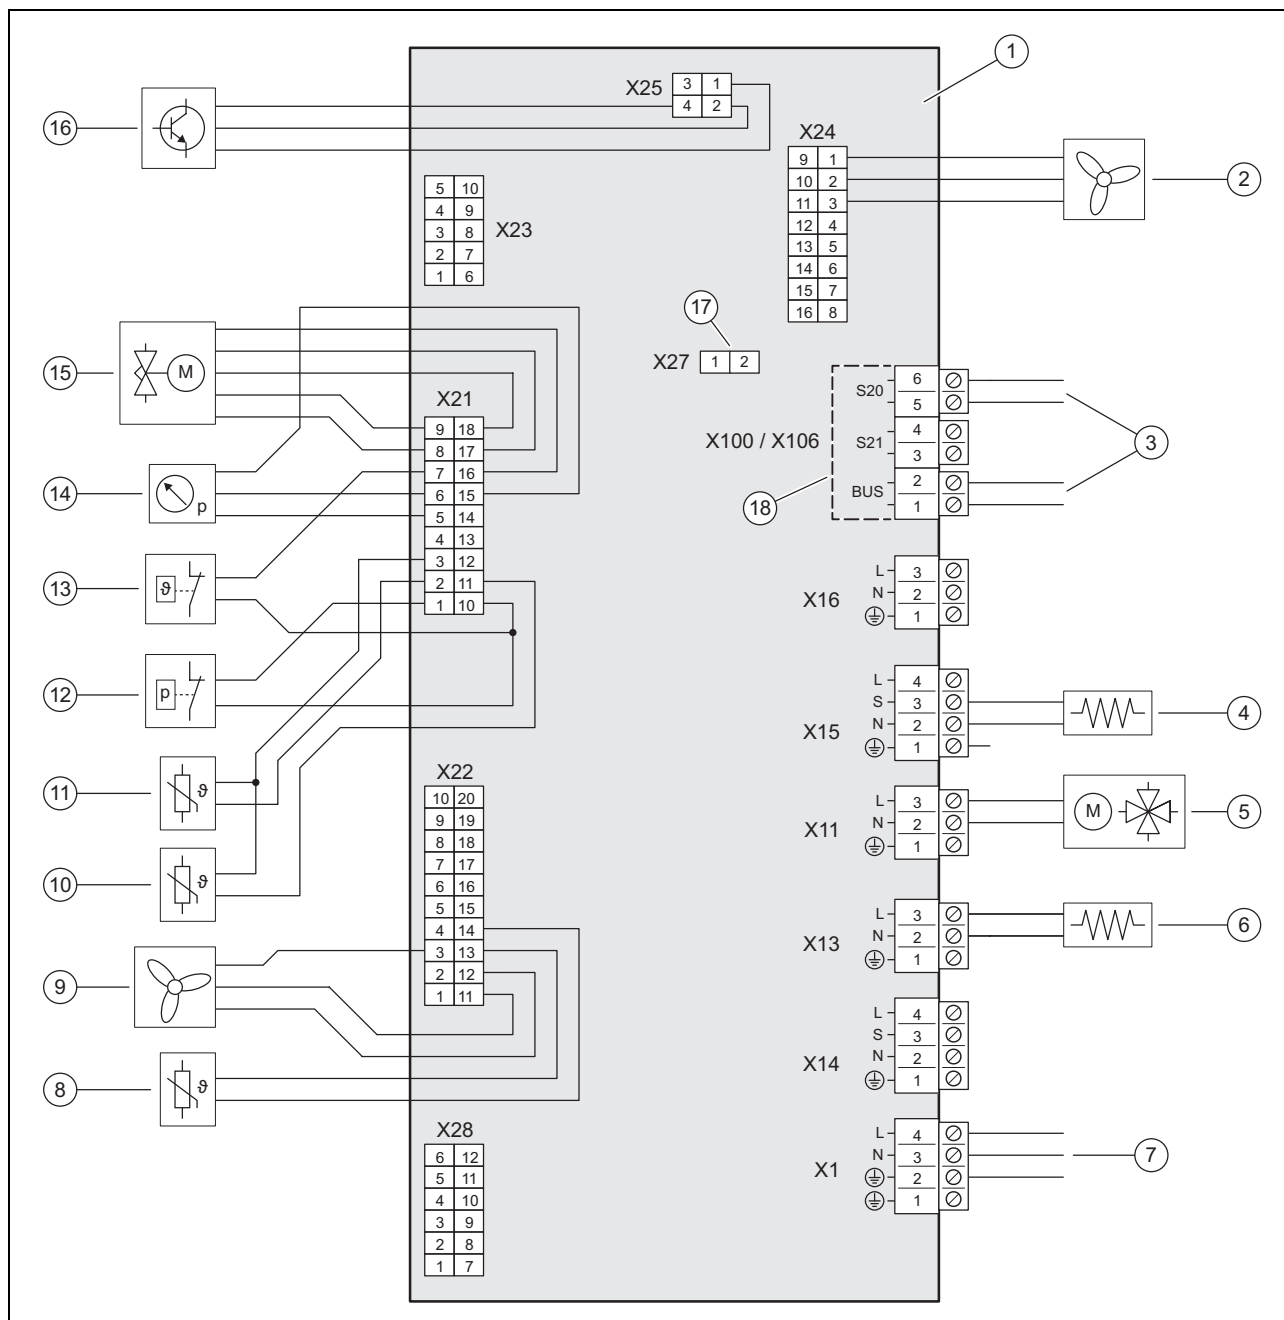 1
X25
3 1
4 2
16
X24
9 1
10 2
11 3
12 4
13 5
14 6
15 7
16 8
2
5 10
4 9
3 8
2 7
1 6
X23
17
X27
1 2
15
M
X21
9 18
8 17
7 16
6 15
5 14
4 13
3 12
2 11
1 10
X100 / X106
S20
6
5
S21
4
3
BUS
2
1
3
18
14
p
13
ϑ
X16
L 3
N 2
1
12
p
X15
L 4
S 3
N 2
1
4
11
ϑ
X22
10 20
9 19
8 18
7 17
6 16
5 15
4 14
3 13
2 12
1 11
X11
L 3
N 2
1
M
5
10
ϑ
X13
L 3
N 2
1
6
9
X14
L 4
S 3
N 2
1
8
ϑ
X28
6 12
5 11
4 10
3 9
2 8
1 7
X1
L 4
N 3
2
1
7